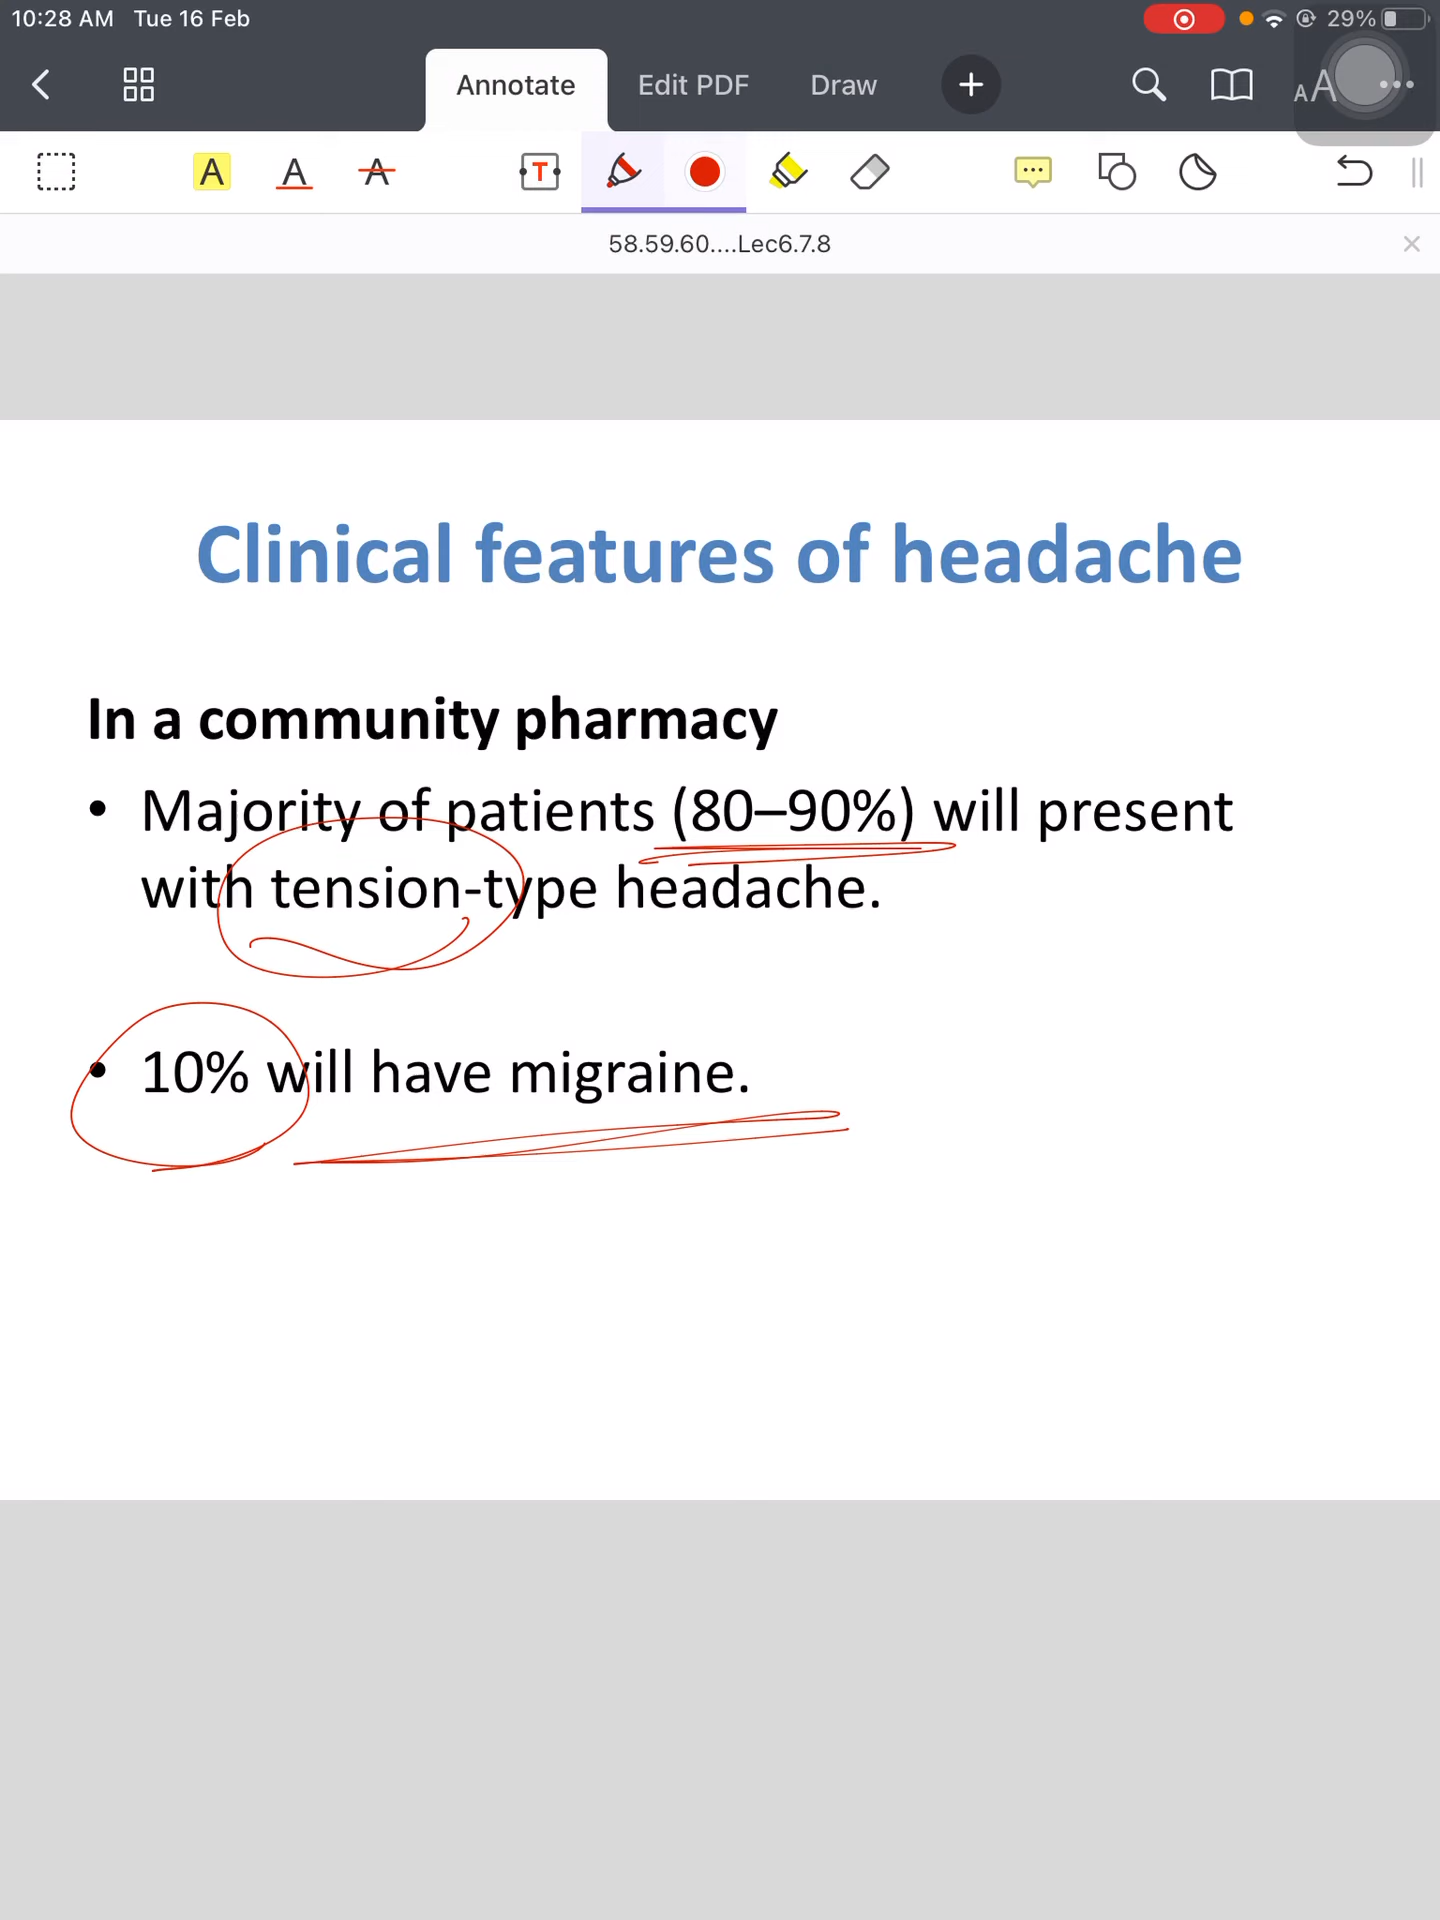 10:28 AM Tue 16 Feb
29%
Annotate
Edit PDF
Draw
58.59.60....Lec6.7.8
Clinical features of headache
In a community pharmacy
• Majority of patients (80–90%) will present
with tension-type headache.
• 10% will have migraine.